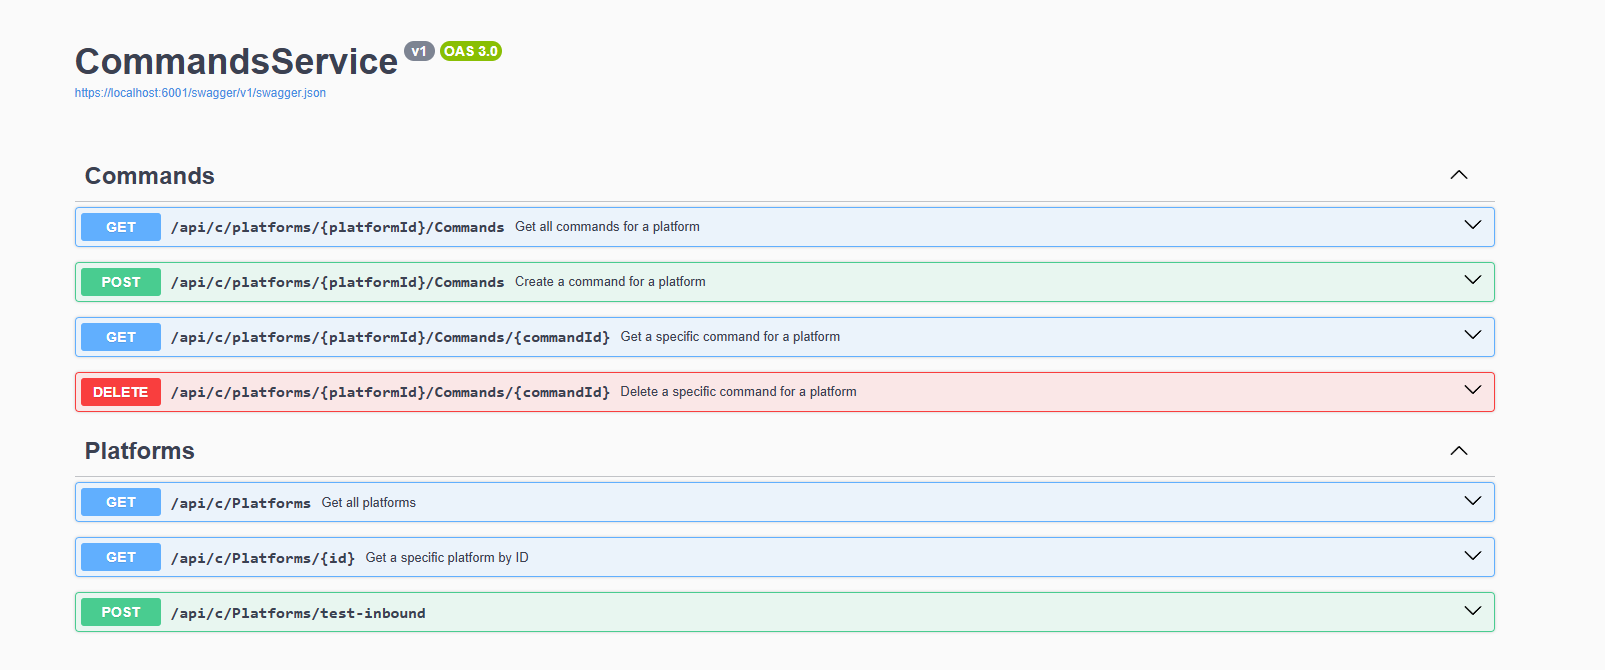 CommandsService v1 OAS 3.0
https://localhost:6001/swagger/v1/swagger.json
Commands
GET /api/c/platforms/{platformId}/Commands Get all commands for a platform
POST /api/c/platforms/{platformId}/Commands Create a command for a platform
GET /api/c/platforms/{platformId}/Commands/{commandId} Get a specific command for a platform
DELETE /api/c/platforms/{platformId}/Commands/{commandId} Delete a specific command for a platform
Platforms
GET /api/c/Platforms Get all platforms
GET /api/c/Platforms/{id} Get a specific platform by ID
POST /api/c/Platforms/test-inbound